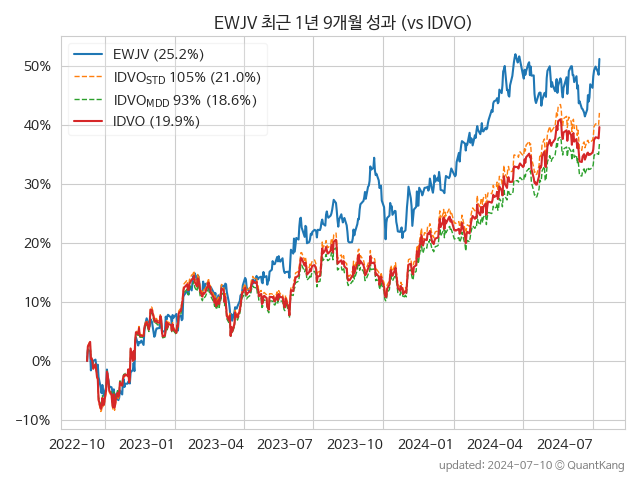 EWJV 최근 1년 9개월 성과 (vs IDVO)
EWJV (25.2%)
IDVO_STD 105% (21.0%)
IDVO_MDD 93% (18.6%)
IDVO (19.9%)
50%
40%
30%
20%
10%
0%
−10%
2022-10 2023-01 2023-04 2023-07 2023-10 2024-01 2024-04 2024-07
updated: 2024-07-10 © QuantKang